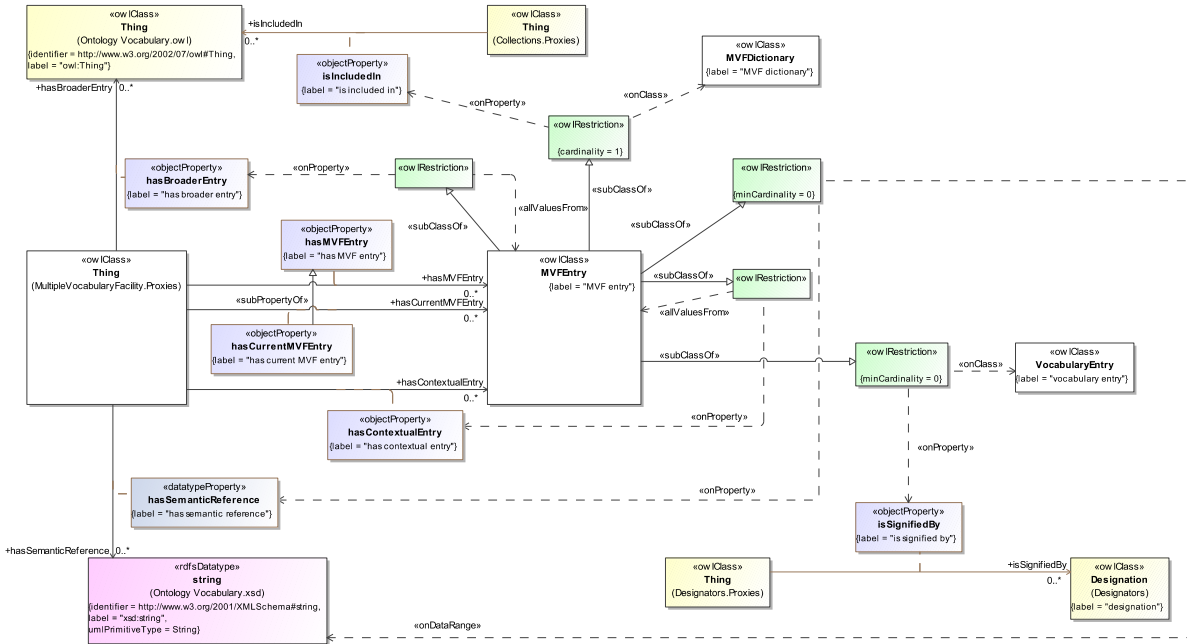 «owlClass»
Thing
(Ontology Vocabulary.owl)
{identifier = http://www.w3.org/2002/07/owl#Thing,
label = "owl:Thing"}
+isIncludedIn
0..*
«owlClass»
Thing
(Collections.Proxies)
«objectProperty»
isIncludedIn
{label = "is included in"}
«owlClass»
MVFDictionary
{label = "MVF dictionary"}
+hasBroaderEntry
0..*
«onProperty»
«onClass»
«owlRestriction»
{cardinality = 1}
«objectProperty»
hasBroaderEntry
{label = "has broader entry"}
«onProperty»
«owlRestriction»
«owlRestriction»
{minCardinality = 0}
«subClassOf»
«allValuesFrom»
«subClassOf»
«subClassOf»
«objectProperty»
hasMVFEntry
{label = "has MVF entry"}
«owlClass»
Thing
(MultipleVocabularyFacility.Proxies)
«owlClass»
MVFEntry
{label = "MVF entry"}
+hasMVFEntry
0..*
«subClassOf»
«owlRestriction»
«subPropertyOf»
+hasCurrentMVFEntry
0..*
«allValuesFrom»
«objectProperty»
hasCurrentMVFEntry
{label = "has current MVF entry"}
«subClassOf»
«owlRestriction»
{minCardinality = 0}
«onClass»
«owlClass»
VocabularyEntry
{label = "vocabulary entry"}
+hasContextualEntry
0..*
«objectProperty»
hasContextualEntry
{label = "has contextual entry"}
«onProperty»
«onProperty»
«datatypeProperty»
hasSemanticReference
{label = "has semantic reference"}
«onProperty»
«objectProperty»
isSignifiedBy
{label = "is signified by"}
+hasSemanticReference
0..*
«rdfsDatatype»
string
(Ontology Vocabulary.xsd)
{identifier = http://www.w3.org/2001/XMLSchema#string,
label = "xsd:string",
umlPrimitiveType = String}
«owlClass»
Thing
(Designators.Proxies)
+isSignifiedBy
0..*
«owlClass»
Designation
(Designators)
{label = "designation"}
«onDataRange»